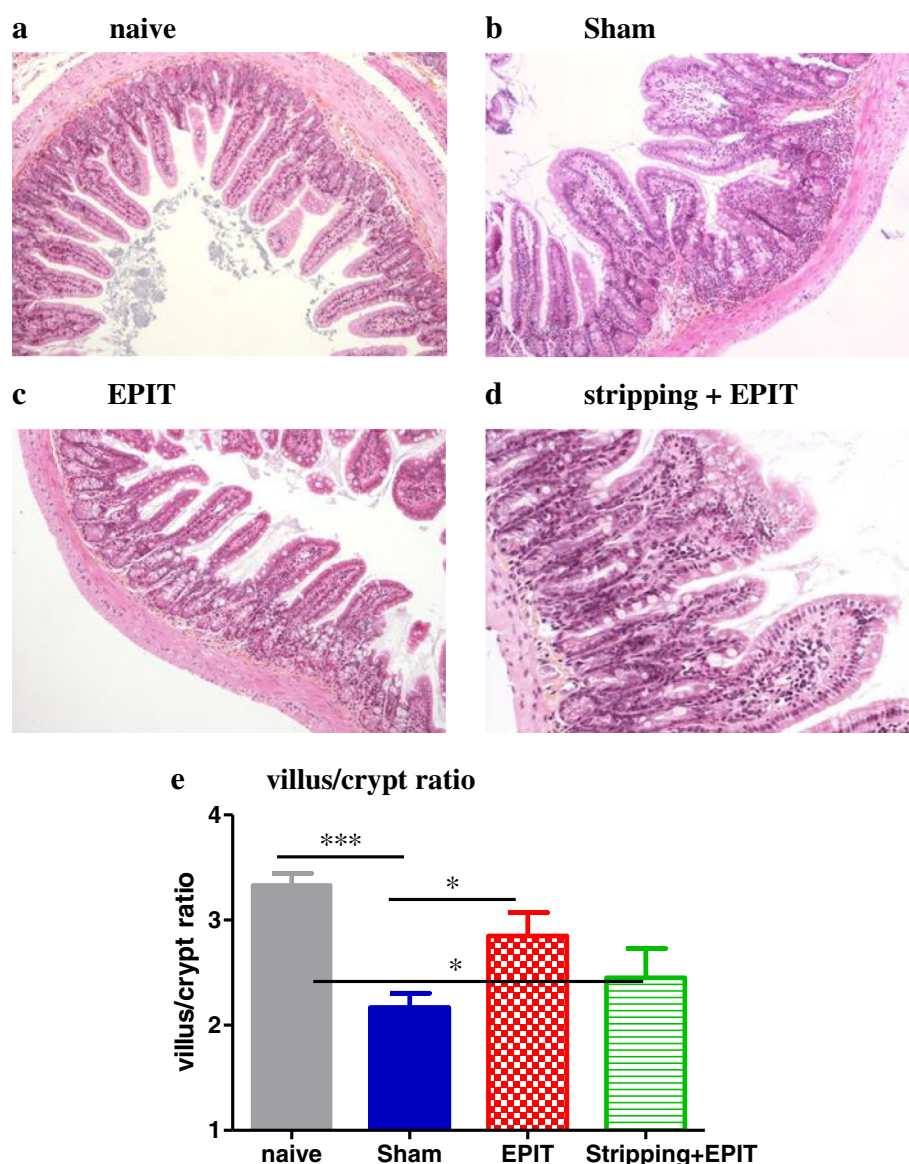 a naive
b Sham
c EPIT
d stripping + EPIT
e villus/crypt ratio
villus/crypt ratio
4
3
2
1
***
*
*
naive Sham EPIT Stripping+EPIT